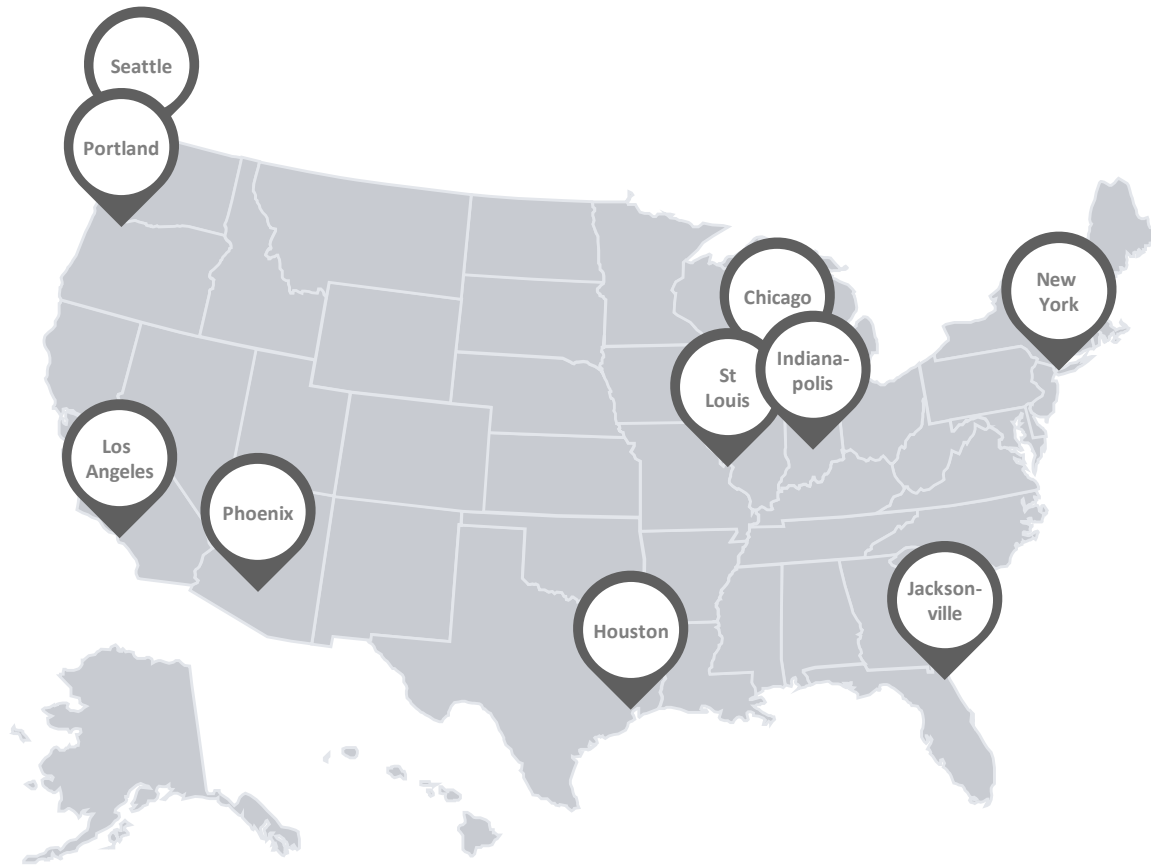 Seattle
Portland
New
York
Chicago
Indiana-
polis
St
Louis
Los
Angeles
Phoenix
Jackson-
ville
Houston